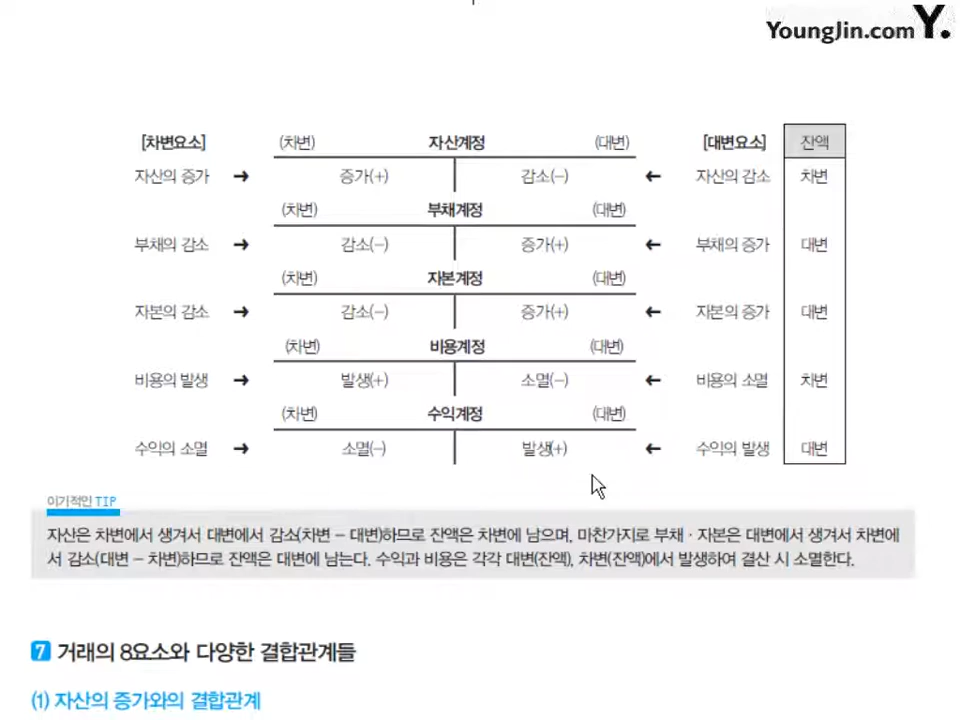 YoungJin.com Y.
[차변요소] (차변) 자산계정 (대변) [대변요소] 잔액
자산의 증가 → 증가(+) 감소(−) ← 자산의 감소 차변
(차변) 부채계정 (대변)
부채의 감소 → 감소(−) 증가(+) ← 부채의 증가 대변
(차변) 자본계정 (대변)
자본의 감소 → 감소(−) 증가(+) ← 자본의 증가 대변
(차변) 비용계정 (대변)
비용의 발생 → 발생(+) 소멸(−) ← 비용의 소멸 차변
(차변) 수익계정 (대변)
수익의 소멸 → 소멸(−) 발생(+) ← 수익의 발생 대변
이기적인 TIP
자산은 차변에서 생겨서 대변에서 감소(차변 − 대변)하므로 잔액은 차변에 남으며, 마찬가지로 부채 · 자본은 대변에서 생겨서 차변에
서 감소(대변 − 차변)하므로 잔액은 대변에 남는다. 수익과 비용은 각각 대변(잔액), 차변(잔액)에서 발생하여 결산 시 소멸한다.
7 거래의 8요소와 다양한 결합관계들
(1) 자산의 증가와의 결합관계